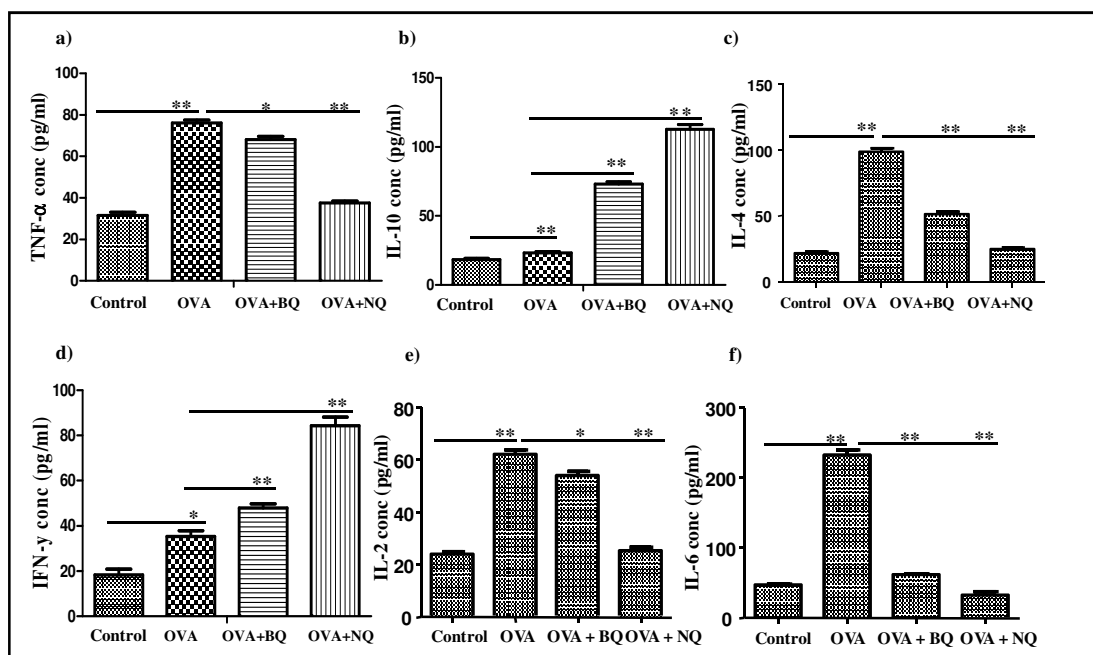 a)
TNF-α conc (pg/ml)
100
80
60
40
20
0
** * **
Control OVA OVA+BQ OVA+NQ
b)
IL-10 conc (pg/ml)
150
100
50
0
**
**
**
Control OVA OVA+BQ OVA+NQ
c)
IL-4 conc (pg/ml)
150
100
50
0
** ** **
Control OVA OVA+BQ OVA+NQ
d)
IFN-y conc (pg/ml)
100
80
60
40
20
0
**
**
*
Control OVA OVA+BQ OVA+NQ
e)
IL-2 conc (pg/ml)
80
60
40
20
0
** * **
Control OVA OVA + BQ OVA + NQ
f)
IL-6 conc (pg/ml)
300
200
100
0
** ** **
Control OVA OVA + BQ OVA + NQ